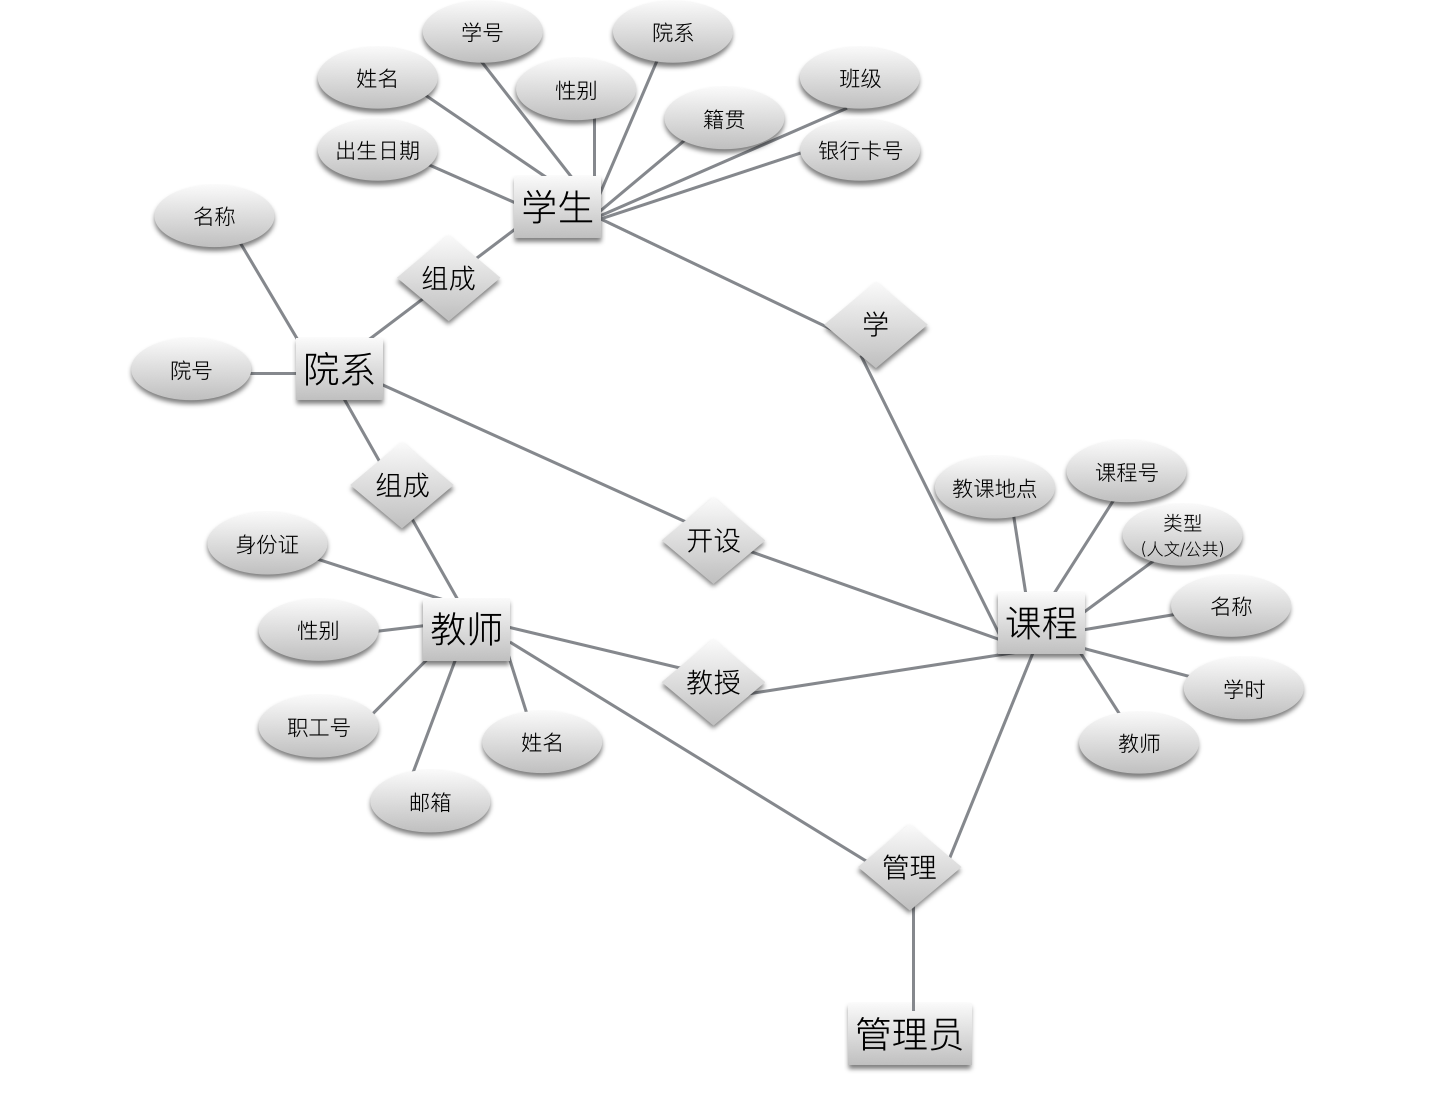 学号
院系
姓名
性别
班级
籍贯
出生日期
银行卡号
学生
名称
组成
学
院号
院系
组成
教课地点
课程号
类型
(人文/公共)
身份证
开设
名称
性别
教师
课程
教授
学时
职工号
姓名
教师
邮箱
管理
管理员